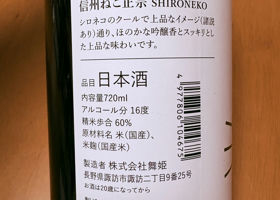 信州ねこ正宗 SHIRONEKO
シロネコのクールで上品なイメージ(諸説
あり)通り、ほのかな吟醸香とスッキリとし
た上品な味わいです。
品目 日本酒
内容量720ml
アルコール分 16度
精米歩合 60%
原材料名 米(国産)、
米麹(国産米)
製造者 株式会社舞姫
長野県諏訪市諏訪二丁目9番25号
お酒は20歳になってから
4977806104675